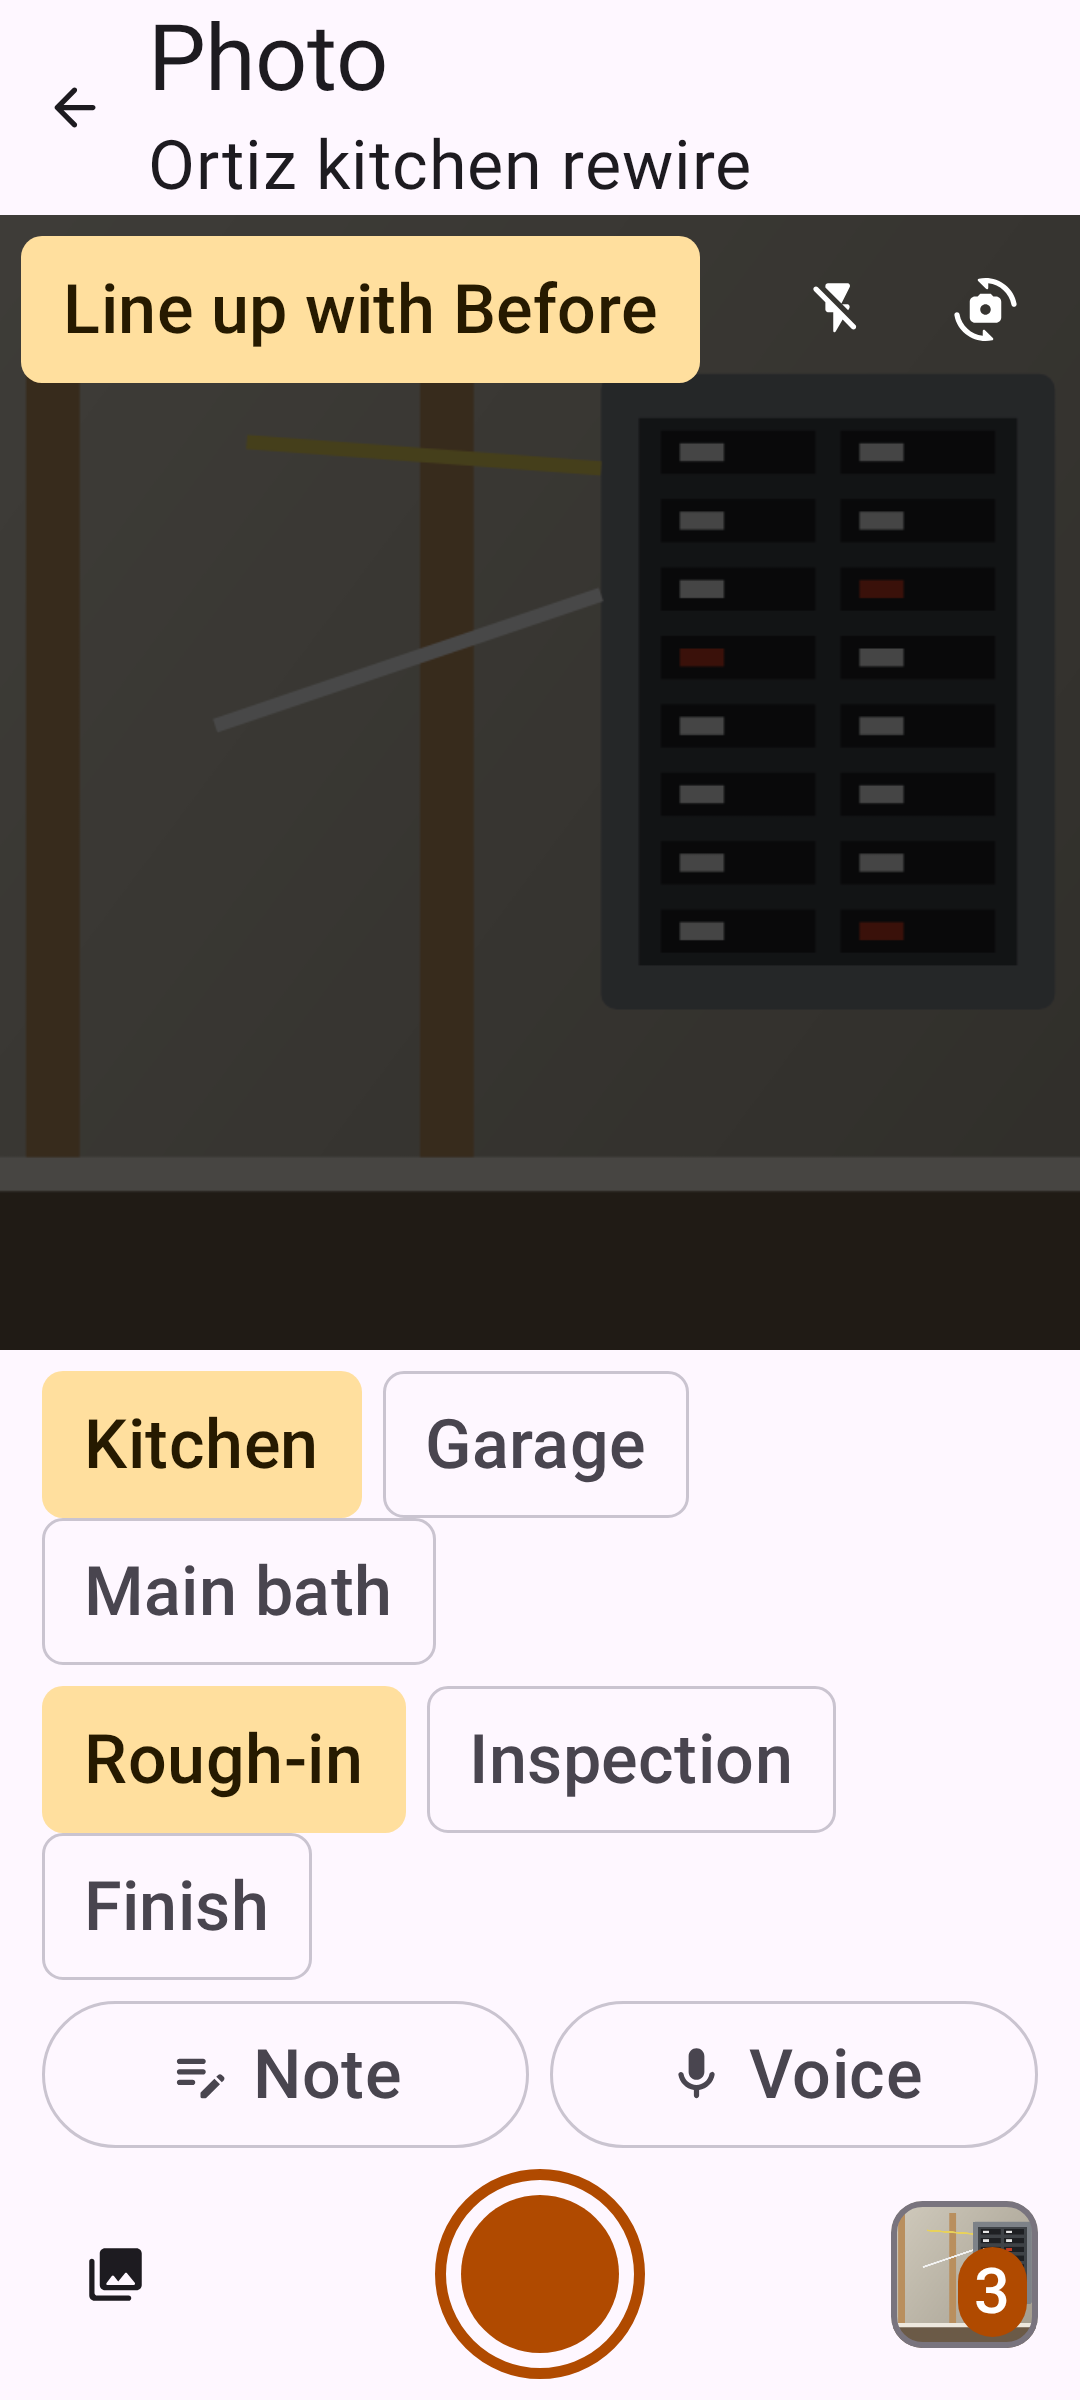 Photo
Ortiz kitchen rewire
Line up with Before
Kitchen
Garage
Main bath
Rough-in
Inspection
Finish
Note
Voice
3